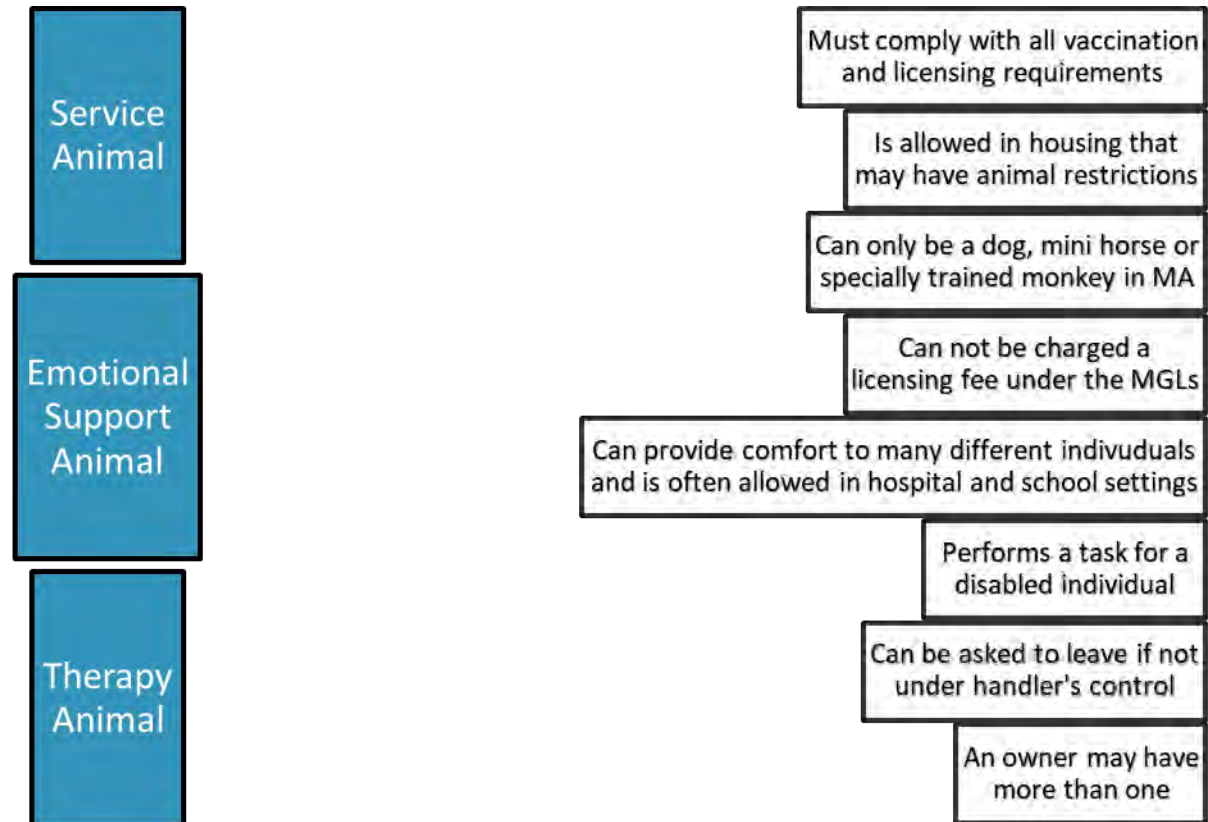 Service
Animal
Emotional
Support
Animal
Therapy
Animal
Must comply with all vaccination
and licensing requirements
Is allowed in housing that
may have animal restrictions
Can only be a dog, mini horse or
specially trained monkey in MA
Can not be charged a
licensing fee under the MGLs
Can provide comfort to many different indivuduals
and is often allowed in hospital and school settings
Performs a task for a
disabled individual
Can be asked to leave if not
under handler's control
An owner may have
more than one